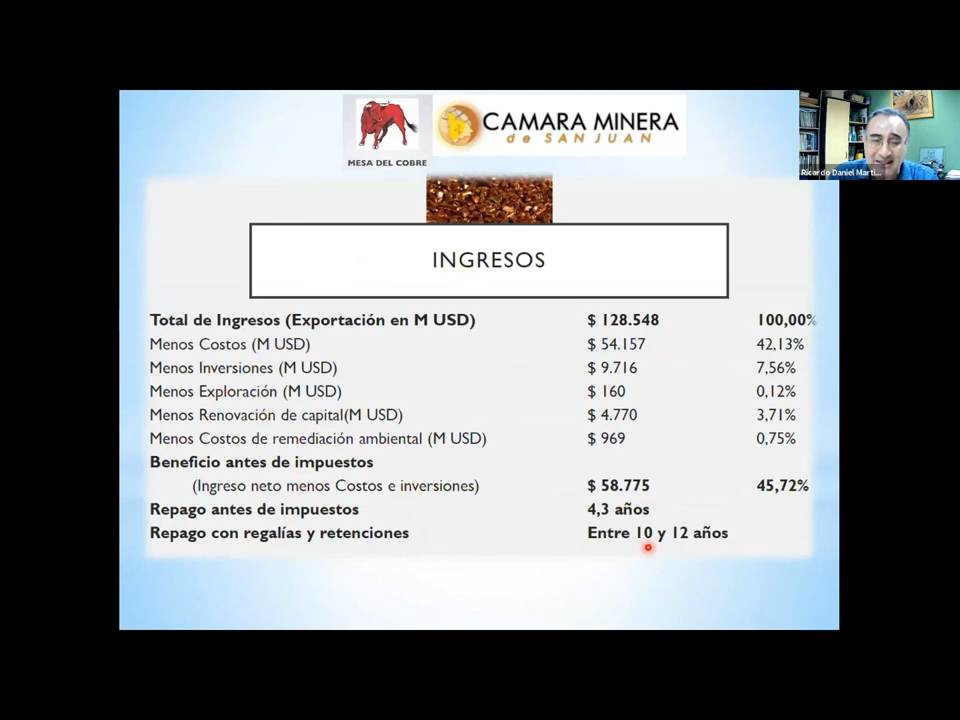 MESA DEL COBRE
CAMARA MINERA
de SAN JUAN
Ricardo Daniel Marti...
INGRESOS
Total de Ingresos (Exportación en M USD) $ 128.548 100,00%
Menos Costos (M USD) $ 54.157 42,13%
Menos Inversiones (M USD) $ 9.716 7,56%
Menos Exploración (M USD) $ 160 0,12%
Menos Renovación de capital(M USD) $ 4.770 3,71%
Menos Costos de remediación ambiental (M USD) $ 969 0,75%
Beneficio antes de impuestos
(Ingreso neto menos Costos e inversiones) $ 58.775 45,72%
Repago antes de impuestos 4,3 años
Repago con regalías y retenciones Entre 10 y 12 años